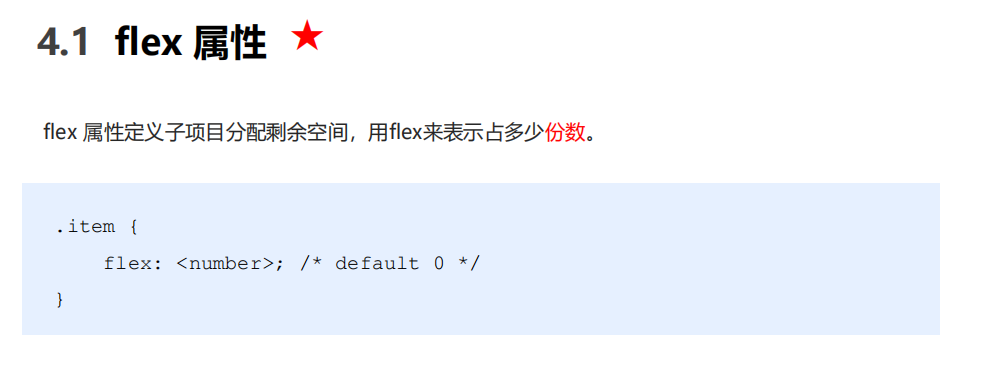 4.1 flex 属性 ★
flex 属性定义子项目分配剩余空间，用flex来表示占多少份数。
.item {
    flex: <number>; /* default 0 */
}